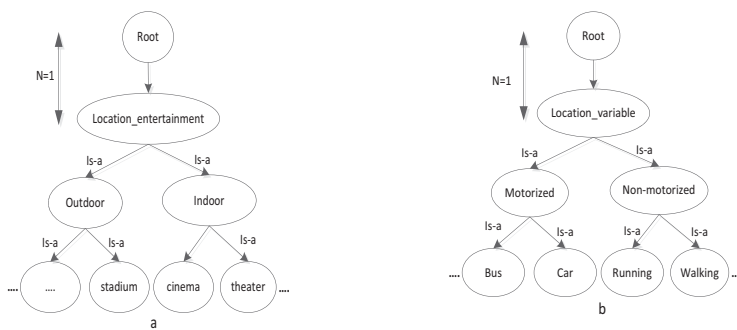 Root
N=1
Location_entertainment
Is-a
Is-a
Outdoor
Indoor
Is-a
Is-a
Is-a
....
....
stadium
cinema
theater
....
a
Root
N=1
Location_variable
Is-a
Is-a
Motorized
Non-motorized
Is-a
Is-a
Is-a
Is-a
....
Bus
Car
Running
Walking
..
b